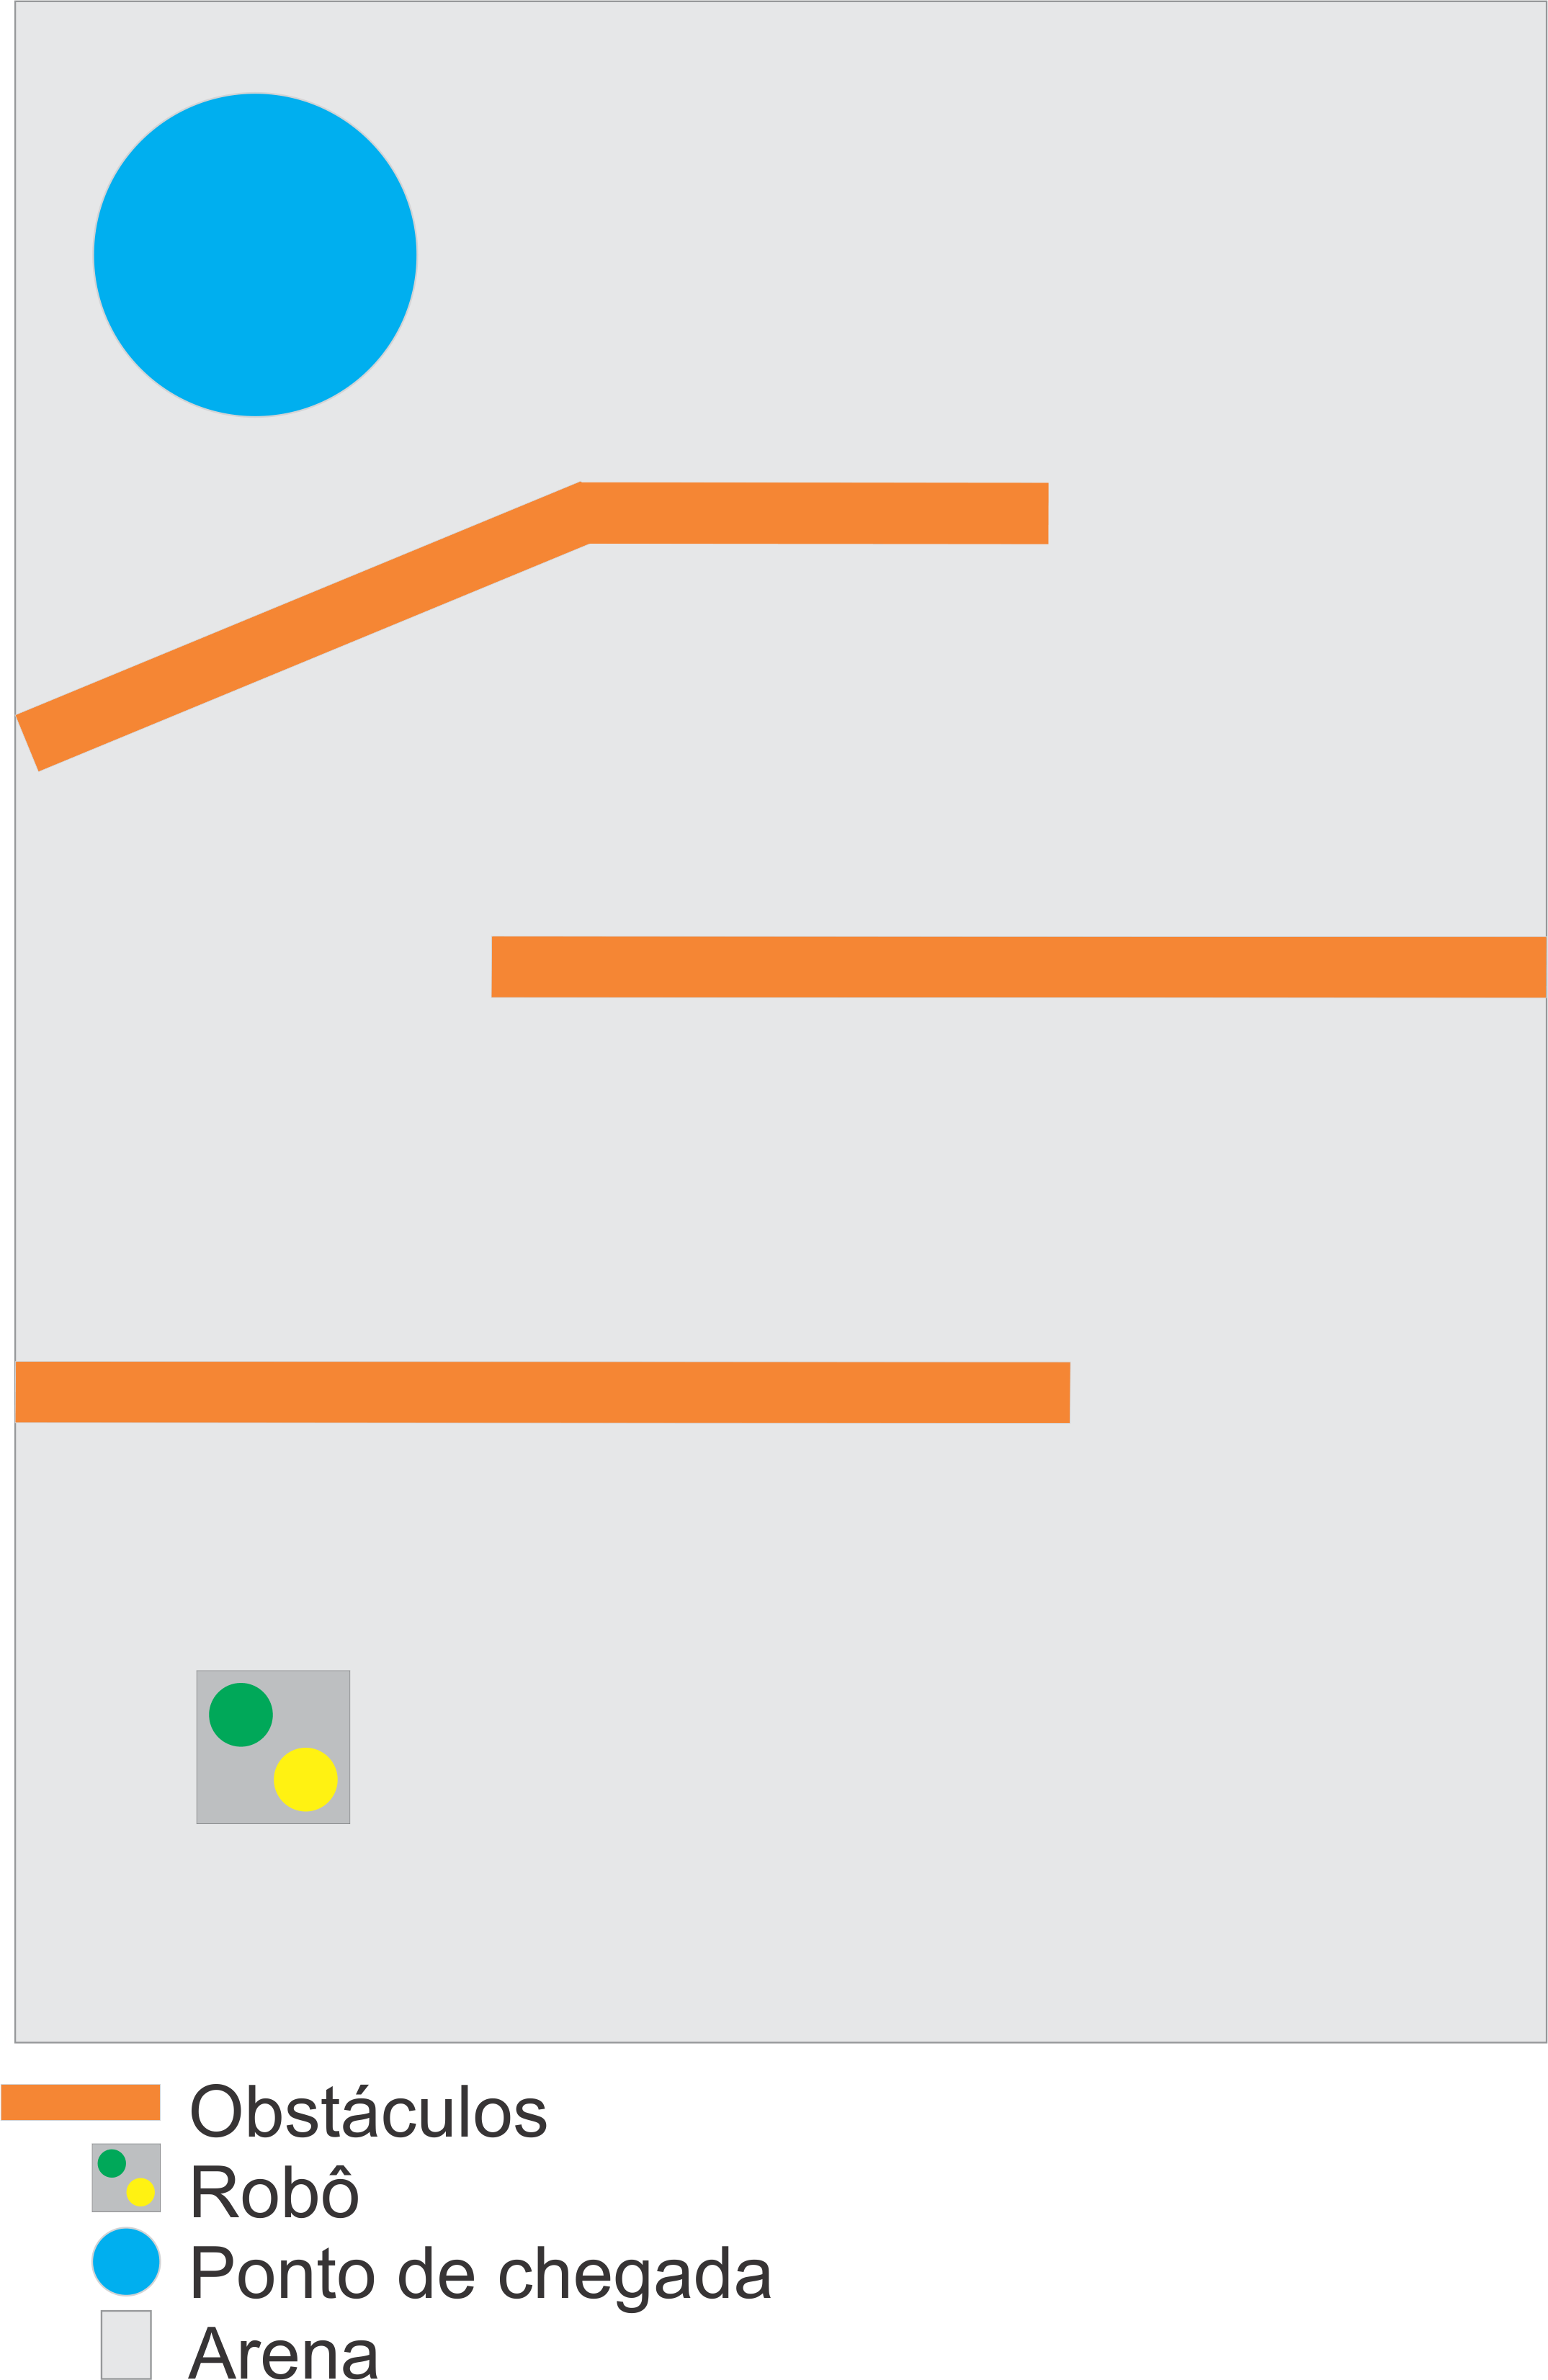 Obstáculos
Robô
Ponto de chegada
Arena